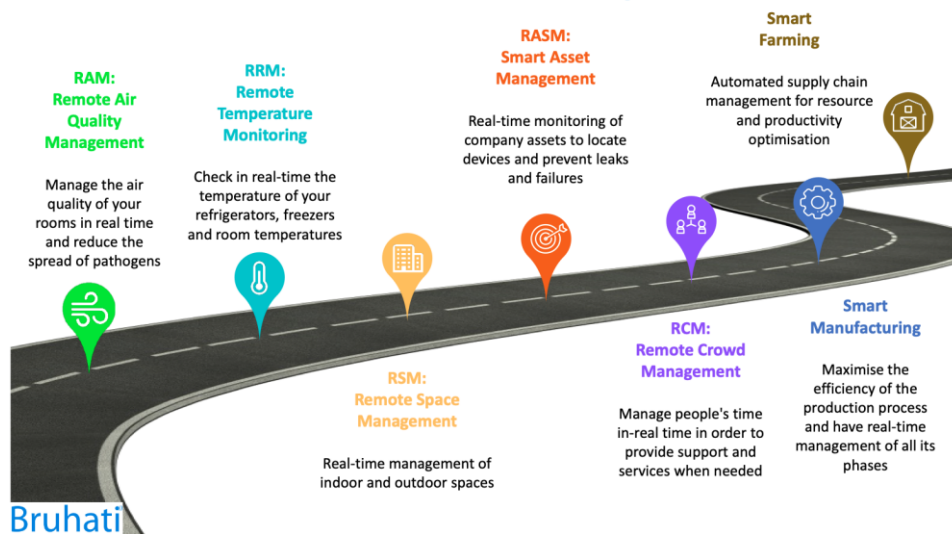 RAM:
Remote Air
Quality
Management
Manage the air
quality of your
rooms in real time
and reduce the
spread of pathogens
RRM:
Remote
Temperature
Monitoring
Check in real-time the
temperature of your
refrigerators, freezers
and room temperatures
RSM:
Remote Space
Management
Real-time management of
indoor and outdoor spaces
RASM:
Smart Asset
Management
Real-time monitoring of
company assets to locate
devices and prevent leaks
and failures
RCM:
Remote Crowd
Management
Manage people's time
in-real time in order to
provide support and
services when needed
Smart
Manufacturing
Maximise the
efficiency of the
production process
and have real-time
management of all its
phases
Smart
Farming
Automated supply chain
management for resource
and productivity
optimisation
Bruhati